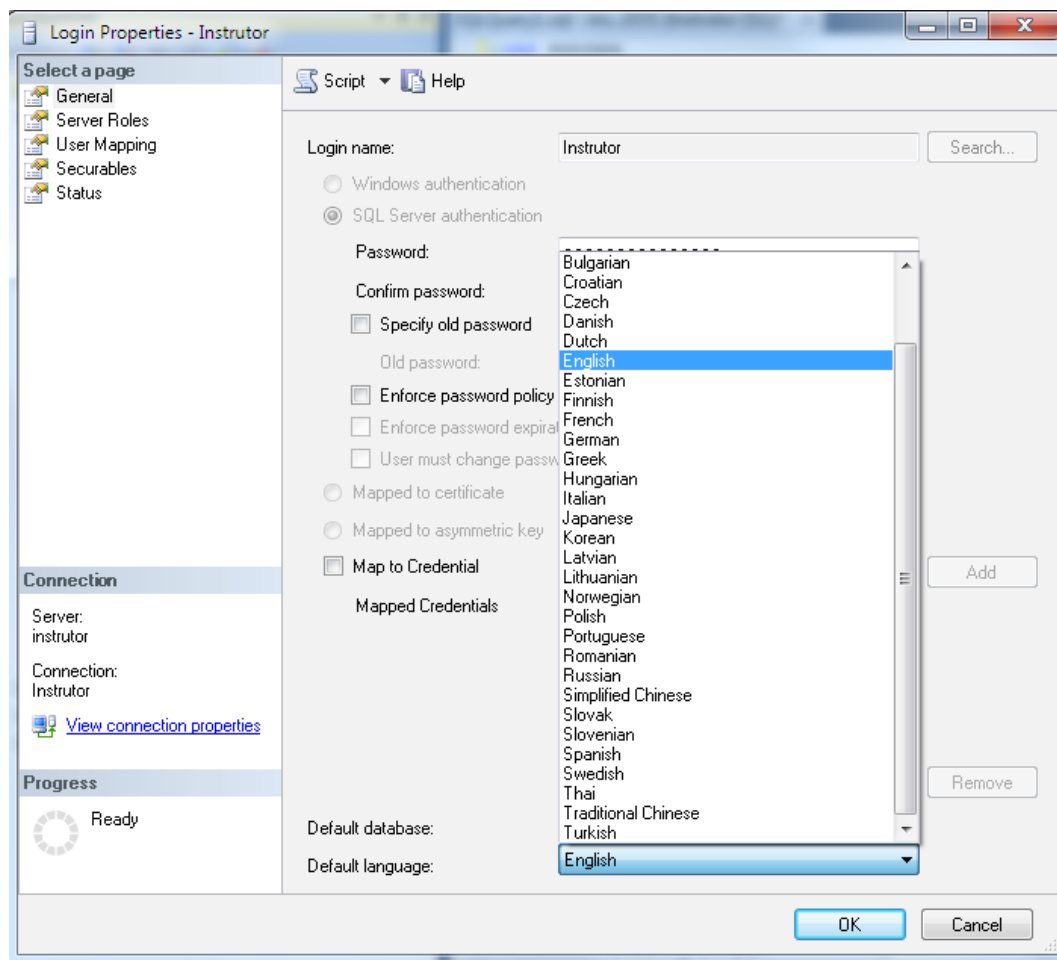 Login Properties - Instrutor
Select a page
General
Server Roles
User Mapping
Securables
Status
Connection
Server:
instrutor
Connection:
Instrutor
View connection properties
Progress
Ready
Script
Help
Login name:
Instrutor
Search...
Windows authentication
SQL Server authentication
Password:
Confirm password:
Specify old password
Old password:
Enforce password policy
Enforce password expirat
User must change passw
Mapped to certificate
Mapped to asymmetric key
Map to Credential
Add
Mapped Credentials
Remove
Default database:
Default language:
Bulgarian
Croatian
Czech
Danish
Dutch
English
Estonian
Finnish
French
German
Greek
Hungarian
Italian
Japanese
Korean
Latvian
Lithuanian
Norwegian
Polish
Portuguese
Romanian
Russian
Simplified Chinese
Slovak
Slovenian
Spanish
Swedish
Thai
Traditional Chinese
Turkish
English
OK
Cancel